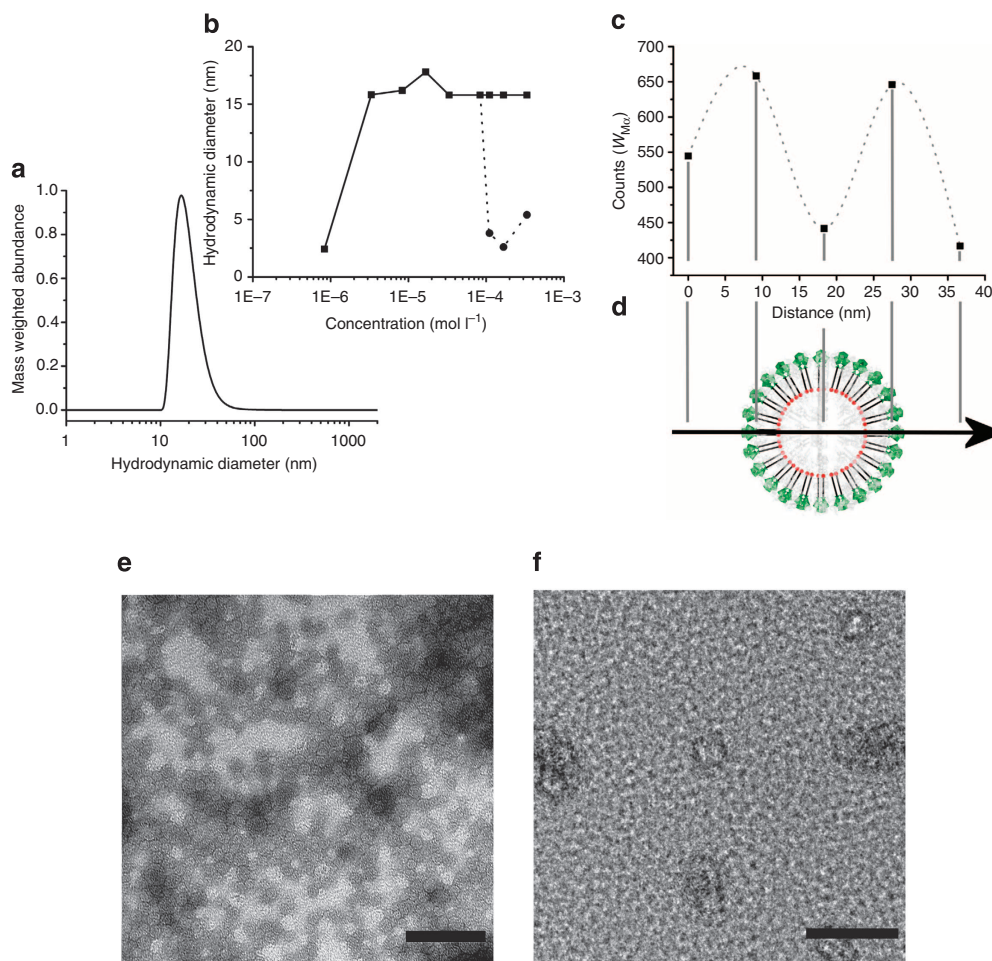 a
Mass weighted abundance
1.0
0.8
0.6
0.4
0.2
0.0
1 10 100 1000
Hydrodynamic diameter (nm)
b
Hydrodynamic diameter (nm)
20
15
10
5
0
1E–7 1E–6 1E–5 1E–4 1E–3
Concentration (mol l⁻¹)
c
Counts (W_Mα)
700
650
600
550
500
450
400
0 5 10 15 20 25 30 35 40
Distance (nm)
d
e
f